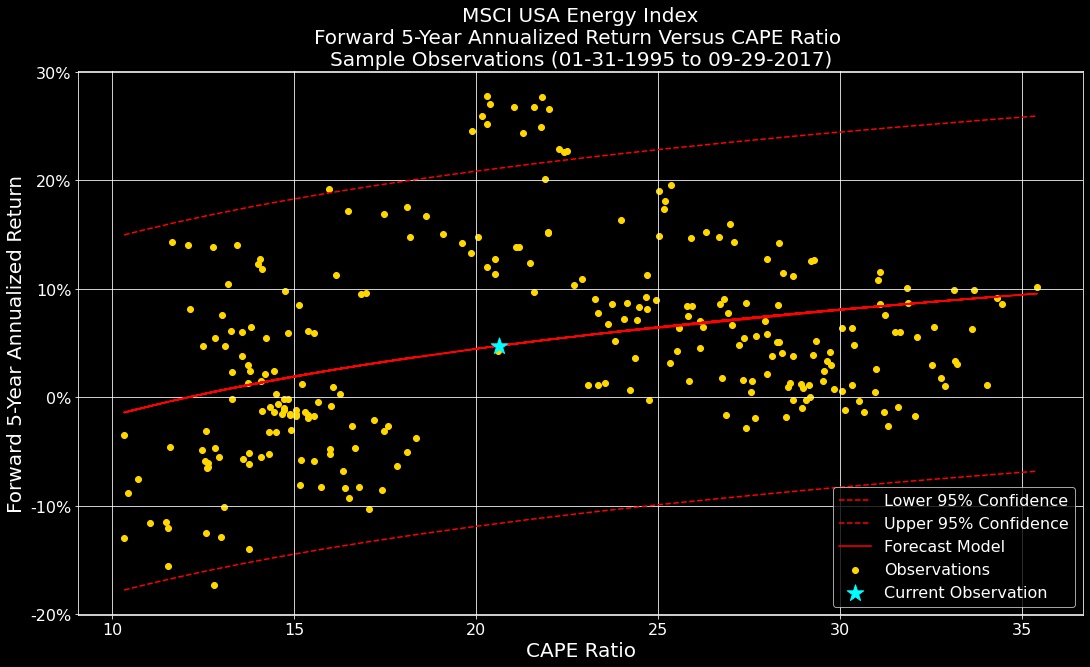 MSCI USA Energy Index
Forward 5-Year Annualized Return Versus CAPE Ratio
Sample Observations (01-31-1995 to 09-29-2017)
Forward 5-Year Annualized Return
30%
20%
10%
0%
-10%
-20%
Lower 95% Confidence
Upper 95% Confidence
Forecast Model
Observations
Current Observation
10 15 20 25 30 35
CAPE Ratio